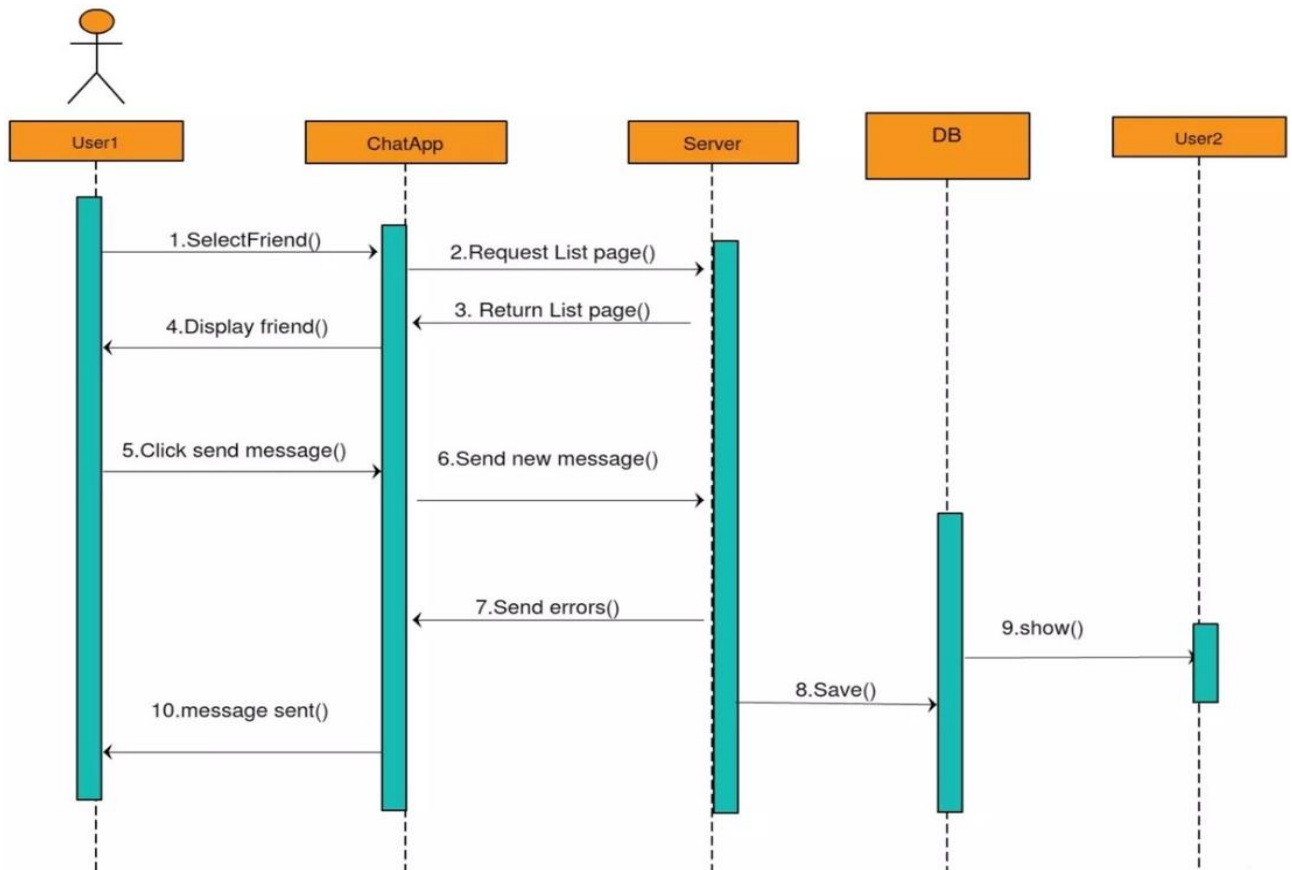 User1
ChatApp
Server
DB
User2
1.SelectFriend()
2.Request List page()
3. Return List page()
4.Display friend()
5.Click send message()
6.Send new message()
7.Send errors()
9.show()
8.Save()
10.message sent()